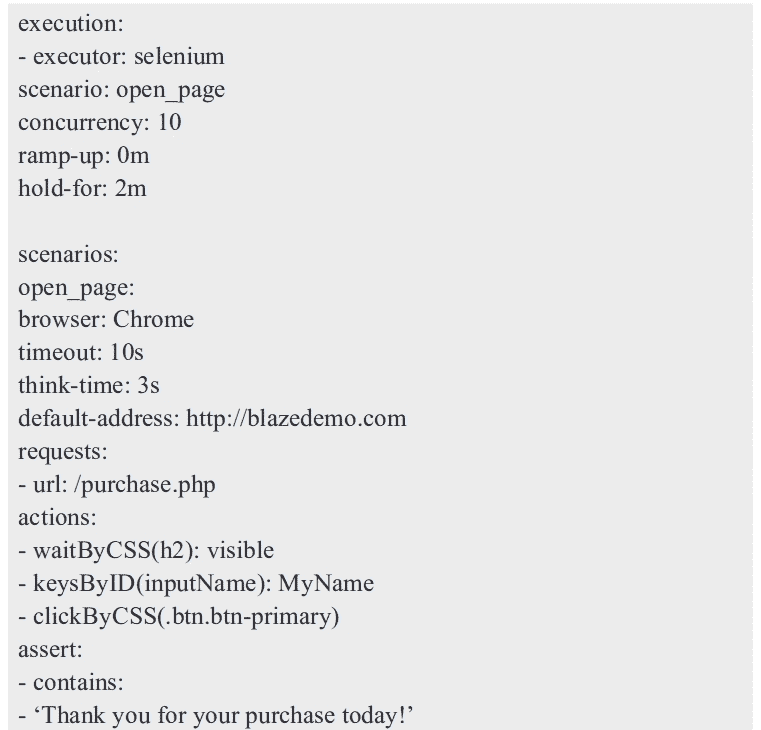 execution:
- executor: selenium
scenario: open_page
concurrency: 10
ramp-up: 0m
hold-for: 2m
scenarios:
open_page:
browser: Chrome
timeout: 10s
think-time: 3s
default-address: http://blazedemo.com
requests:
- url: /purchase.php
actions:
- waitByCSS(h2): visible
- keysByID(inputName): MyName
- clickByCSS(.btn.btn-primary)
assert:
- contains:
- ‘Thank you for your purchase today!’